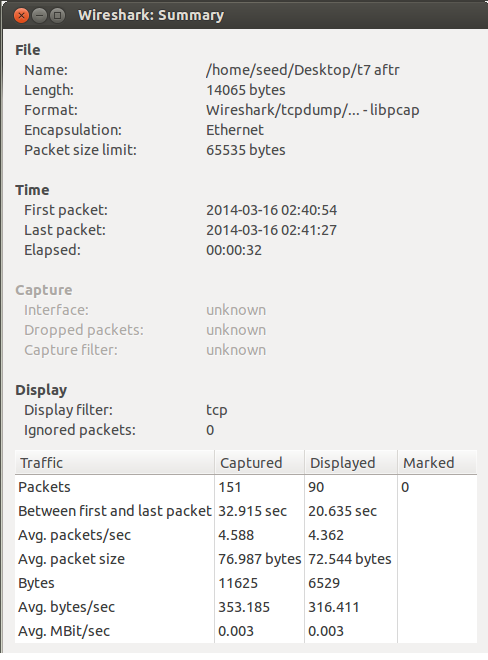 Wireshark: Summary
File
Name: /home/seed/Desktop/t7 aftr
Length: 14065 bytes
Format: Wireshark/tcpdump/... - libpcap
Encapsulation: Ethernet
Packet size limit: 65535 bytes
Time
First packet: 2014-03-16 02:40:54
Last packet: 2014-03-16 02:41:27
Elapsed: 00:00:32
Capture
Interface: unknown
Dropped packets: unknown
Capture filter: unknown
Display
Display filter: tcp
Ignored packets: 0
Traffic Captured Displayed Marked
Packets 151 90 0
Between first and last packet 32.915 sec 20.635 sec
Avg. packets/sec 4.588 4.362
Avg. packet size 76.987 bytes 72.544 bytes
Bytes 11625 6529
Avg. bytes/sec 353.185 316.411
Avg. MBit/sec 0.003 0.003